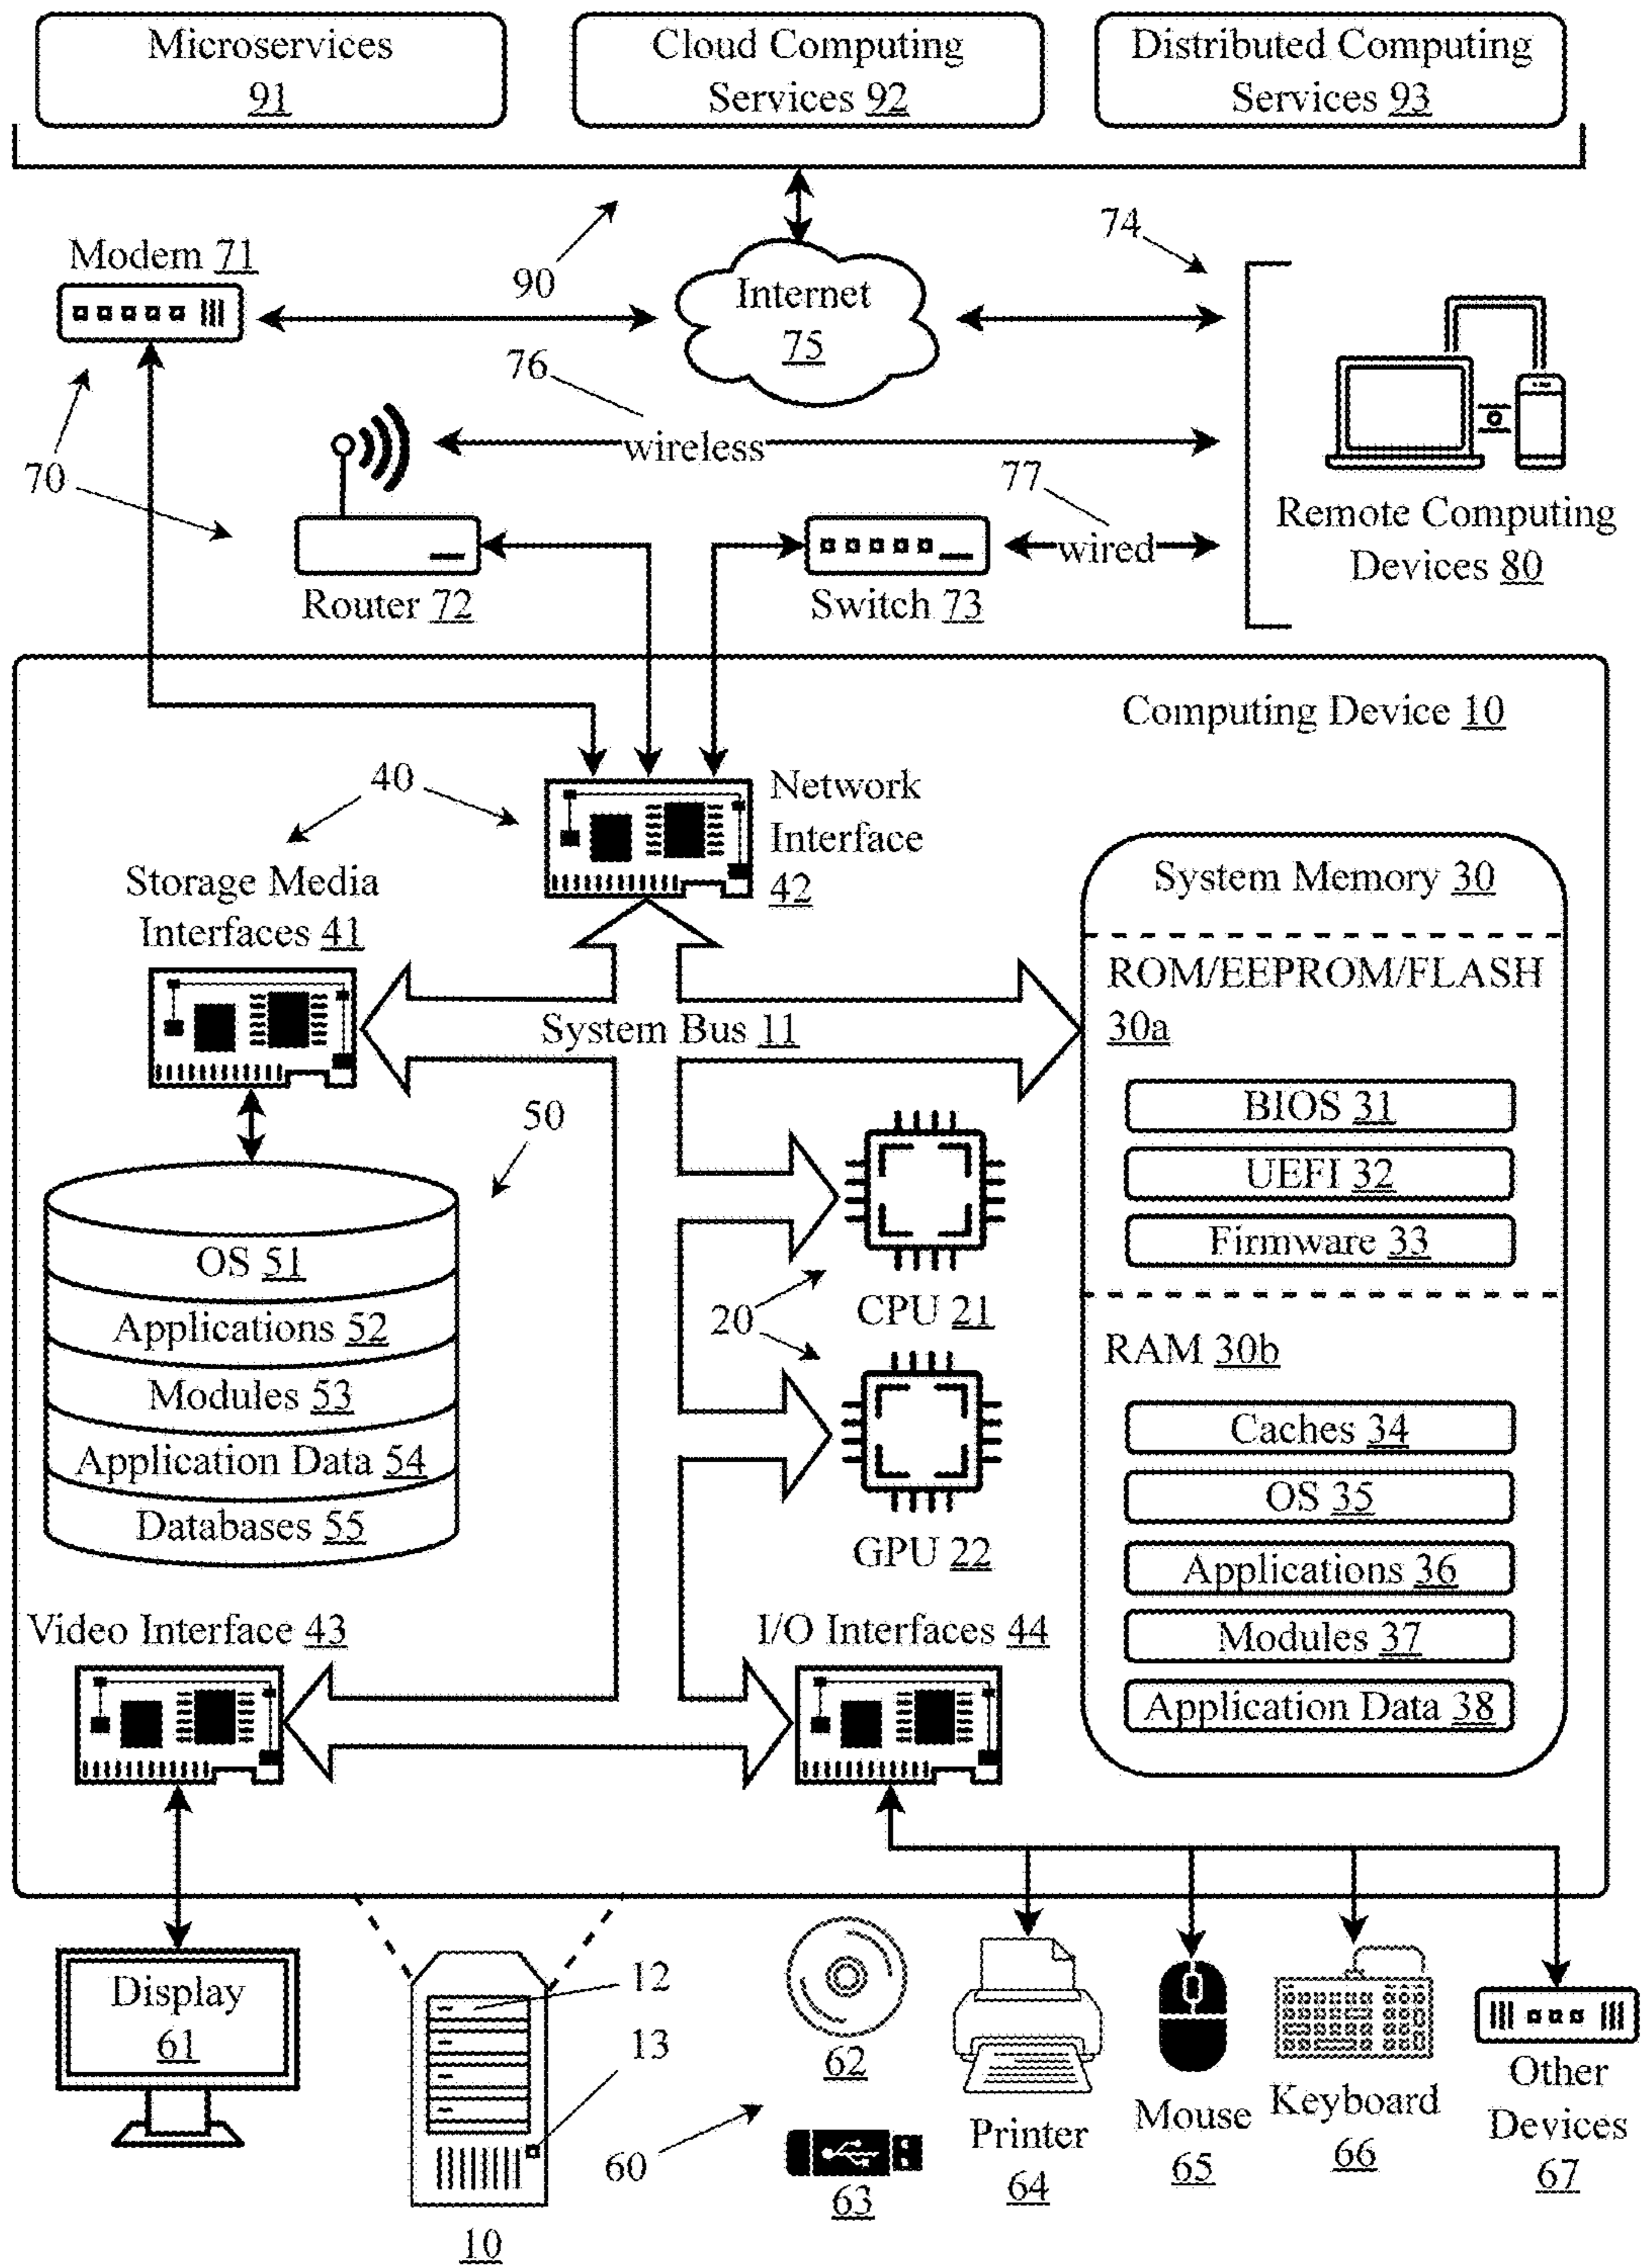 Microservices
91
Cloud Computing
Services 92
Distributed Computing
Services 93
Modem 71
90
74
Internet
75
76
wireless
70
77
wired
Remote Computing
Devices 80
Router 72
Switch 73
Computing Device 10
40
Network
Interface
42
Storage Media
Interfaces 41
System Memory 30
ROM/EEPROM/FLASH
30a
System Bus 11
BIOS 31
UEFI 32
Firmware 33
50
OS 51
Applications 52
Modules 53
Application Data 54
Databases 55
20
CPU 21
GPU 22
RAM 30b
Caches 34
OS 35
Applications 36
Modules 37
Application Data 38
Video Interface 43
I/O Interfaces 44
Display
61
12
13
10
60
62
63
Printer
64
Mouse
65
Keyboard
66
Other
Devices
67